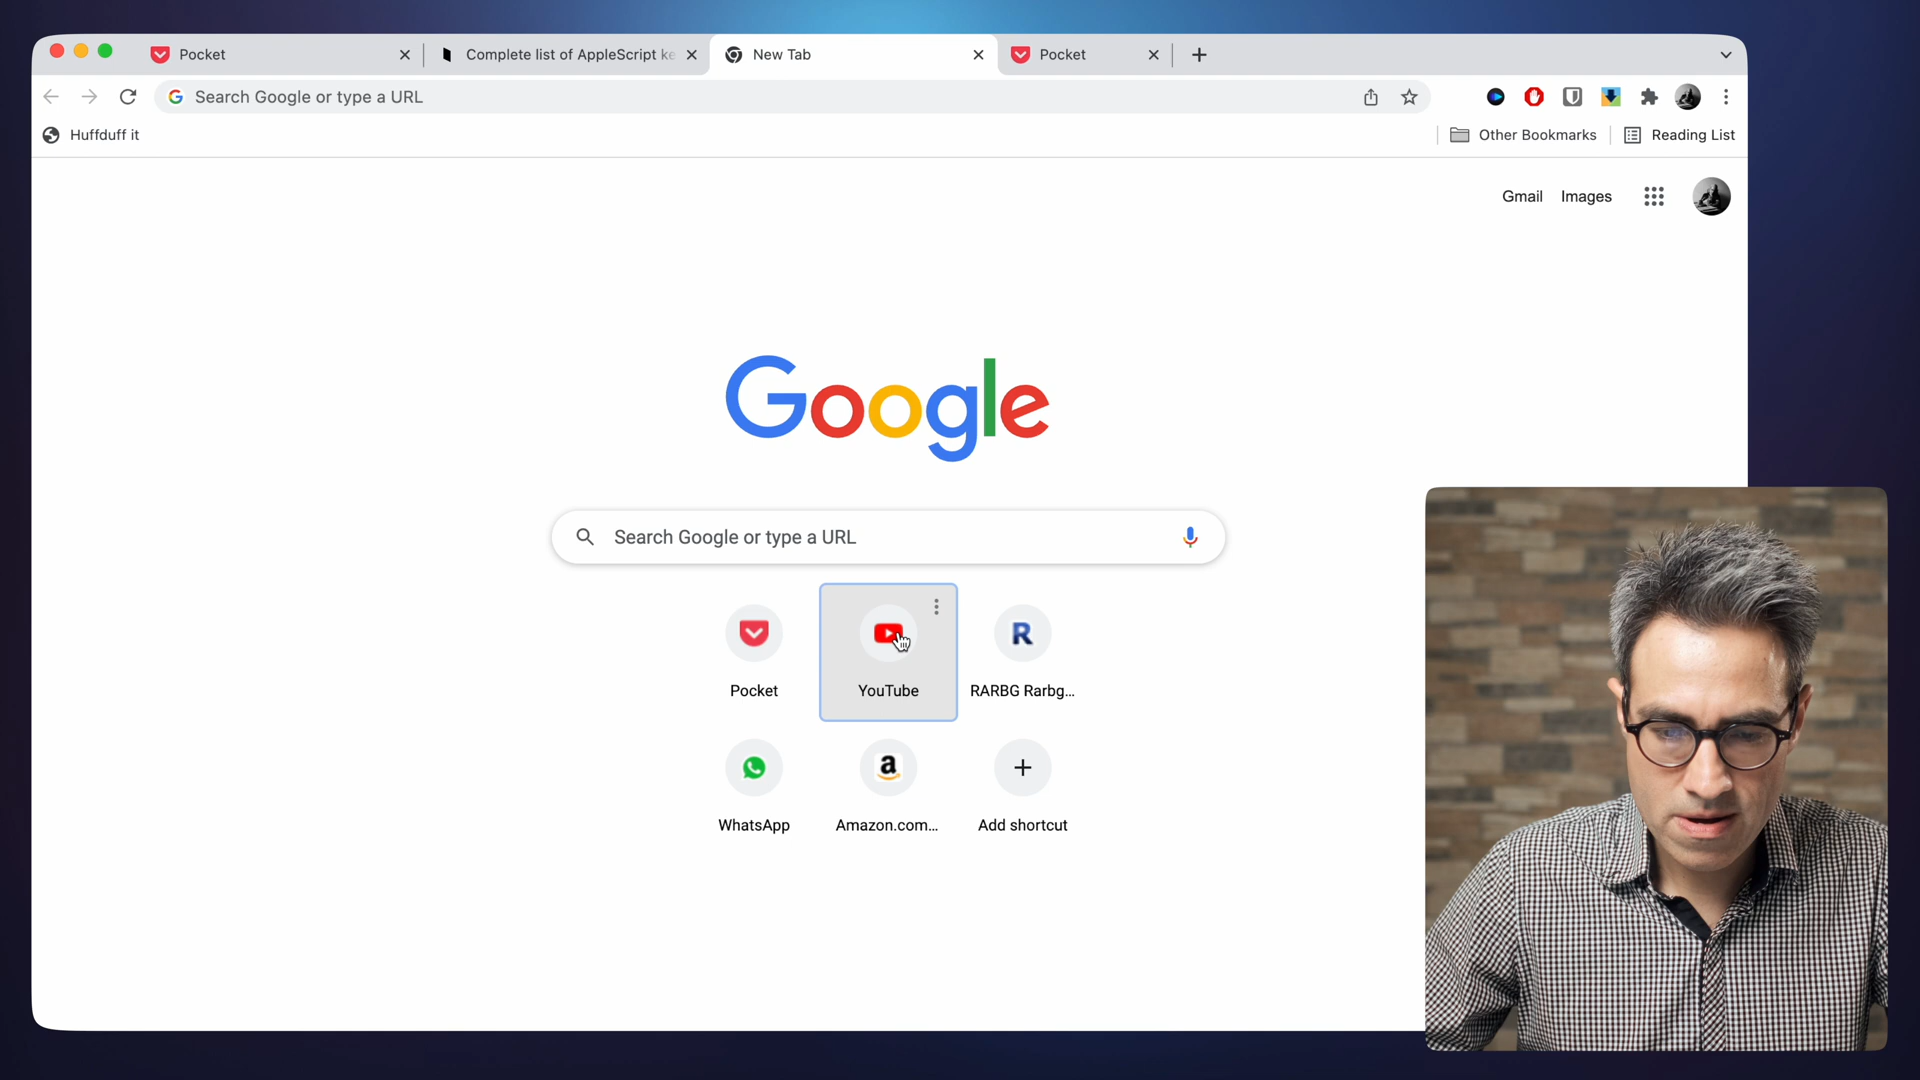 Pocket
Complete list of AppleScript ke
New Tab
Pocket
Search Google or type a URL
Huffduff it
Other Bookmarks
Reading List
Gmail
Images
Google
Search Google or type a URL
Pocket
YouTube
R
RARBG Rarbg...
WhatsApp
a
Amazon.com...
Add shortcut